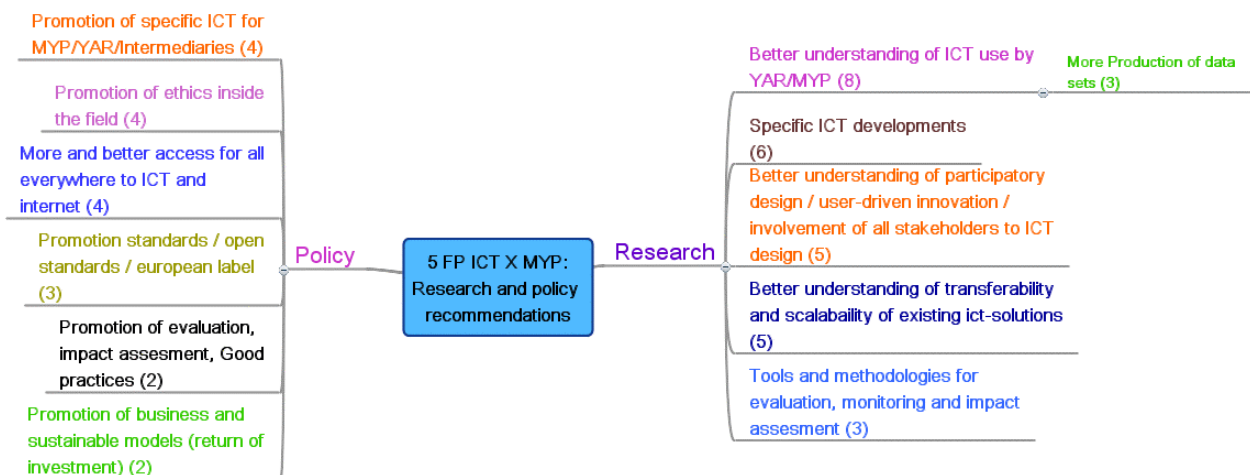 Promotion of specific ICT for
MYP/YAR/Intermediaries (4)
Promotion of ethics inside
the field (4)
More and better access for all
everywhere to ICT and
internet (4)
Promotion standards / open
standards / european label
(3)
Promotion of evaluation,
impact assesment, Good
practices (2)
Promotion of business and
sustainable models (return of
investment) (2)
Policy
5 FP ICT X MYP:
Research and policy
recommendations
Research
Better understanding of ICT use by
YAR/MYP (8)
More Production of data
sets (3)
Specific ICT developments
(6)
Better understanding of participatory
design / user-driven innovation /
involvement of all stakeholders to ICT
design (5)
Better understanding of transferability
and scalabaility of existing ict-solutions
(5)
Tools and methodologies for
evaluation, monitoring and impact
assesment (3)